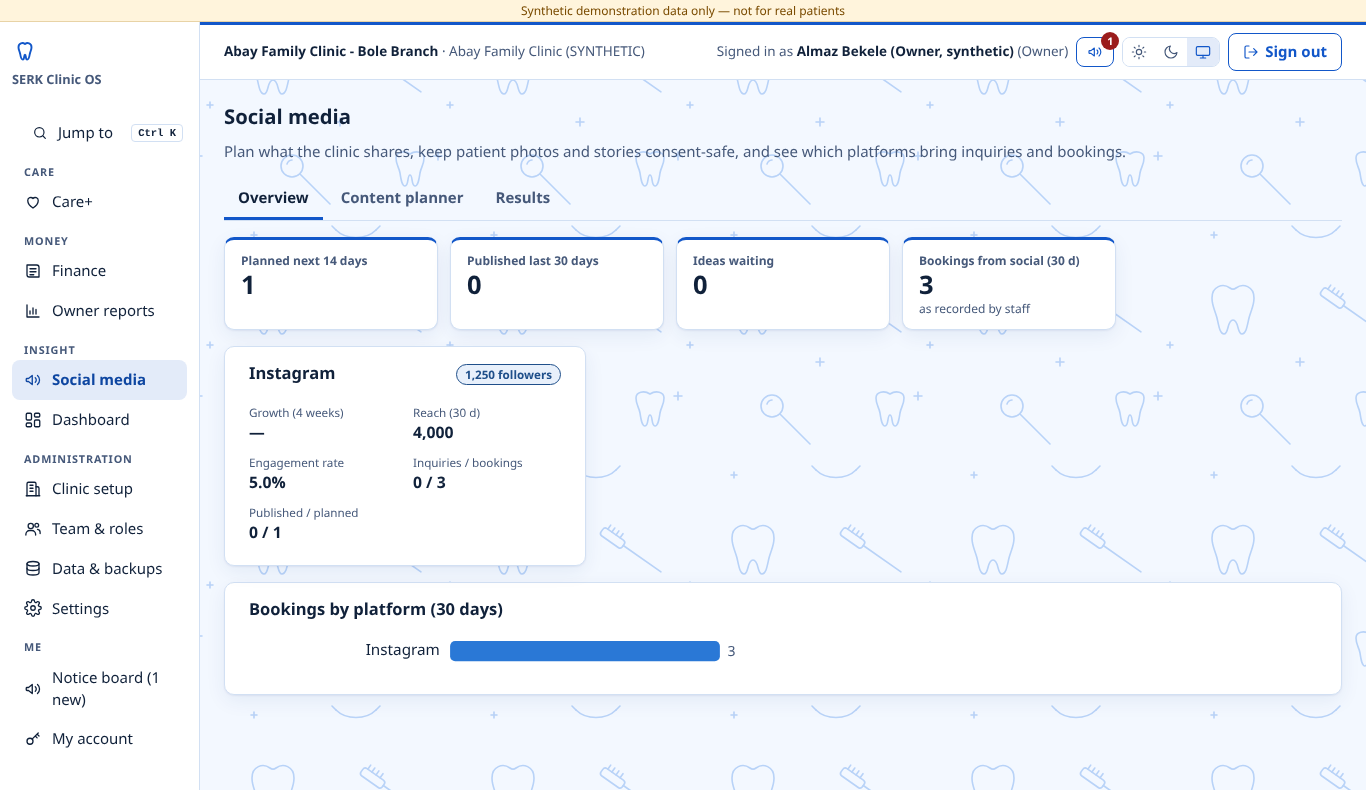 Synthetic demonstration data only — not for real patients
SERK Clinic OS
Jump to Ctrl K
CARE
Care+
MONEY
Finance
Owner reports
INSIGHT
Social media
Dashboard
ADMINISTRATION
Clinic setup
Team & roles
Data & backups
Settings
ME
Notice board (1
new)
My account
Abay Family Clinic - Bole Branch · Abay Family Clinic (SYNTHETIC)
Signed in as Almaz Bekele (Owner, synthetic) (Owner)
1
Sign out
Social media
Plan what the clinic shares, keep patient photos and stories consent-safe, and see which platforms bring inquiries and bookings.
Overview Content planner Results
Planned next 14 days
1
Published last 30 days
0
Ideas waiting
0
Bookings from social (30 d)
3
as recorded by staff
Instagram 1,250 followers
Growth (4 weeks) Reach (30 d)
— 4,000
Engagement rate Inquiries / bookings
5.0% 0 / 3
Published / planned
0 / 1
Bookings by platform (30 days)
Instagram 3